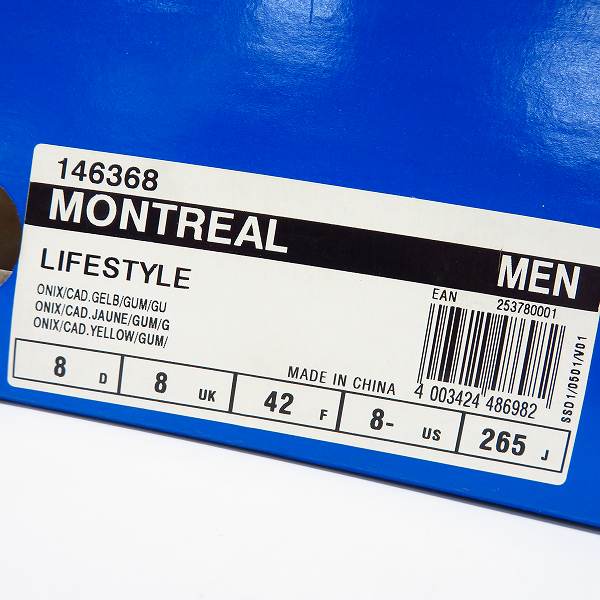 146368
MONTREAL MEN
LIFESTYLE
EAN 253780001
ONIX/CAD.GELB/GUM/GU
ONIX/CAD.JAUNE/GUM/G
ONIX/CAD.YELLOW/GUM/
MADE IN CHINA
4 003424 486982
SSD1/05D1/V01
8 D 8 UK 42 F 8- US 265 J